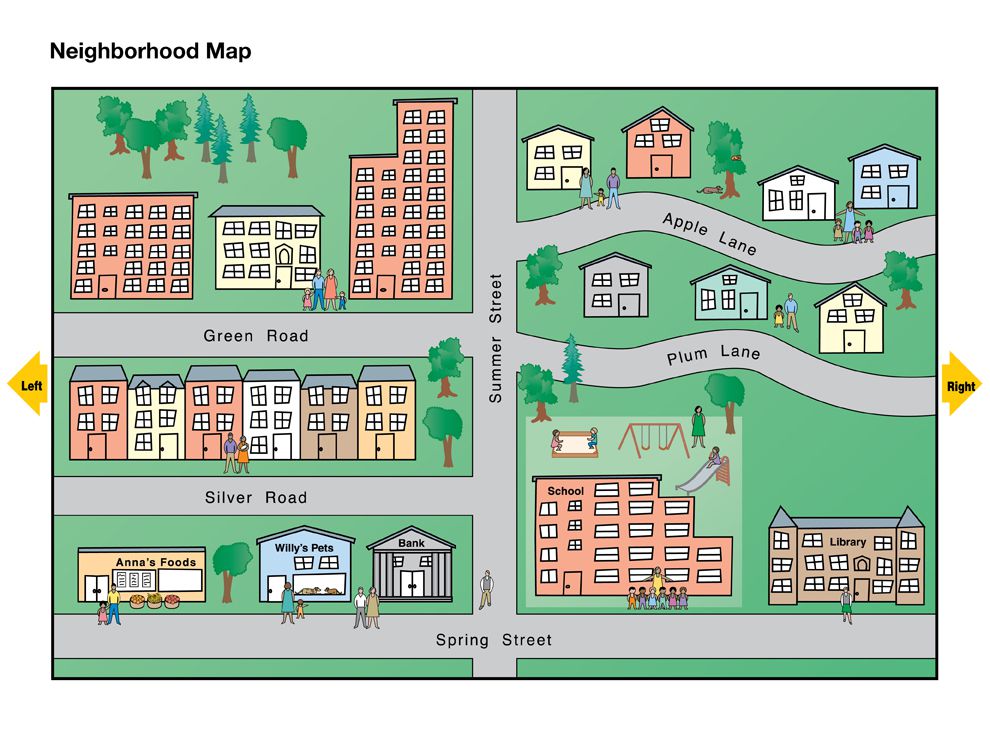 Neighborhood Map
Apple Lane
Green Road
Summer Street
Plum Lane
Left
Right
Silver Road
School
Library
Anna's Foods
Willy's Pets
Bank
Spring Street